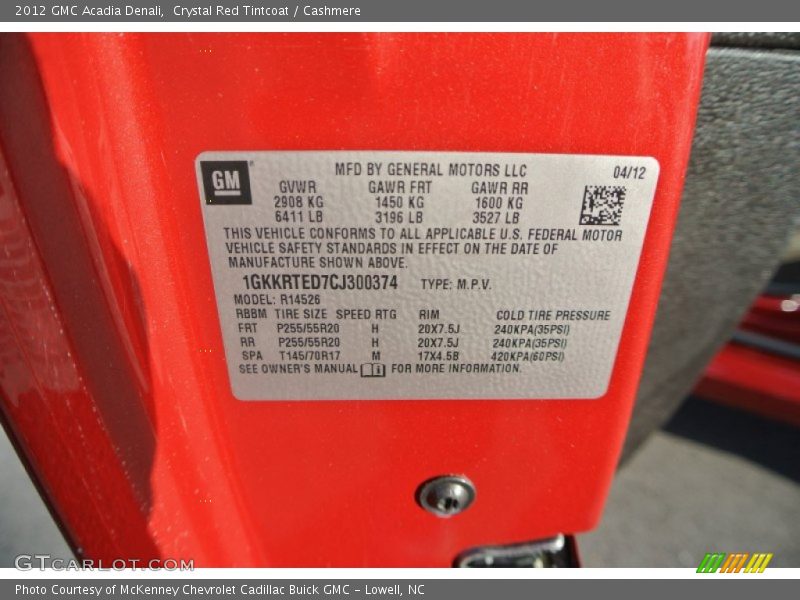 2012 GMC Acadia Denali, Crystal Red Tintcoat / Cashmere
GM
MFD BY GENERAL MOTORS LLC 04/12
GVWR GAWR FRT GAWR RR
2908 KG 1450 KG 1600 KG
6411 LB 3196 LB 3527 LB
THIS VEHICLE CONFORMS TO ALL APPLICABLE U.S. FEDERAL MOTOR
VEHICLE SAFETY STANDARDS IN EFFECT ON THE DATE OF
MANUFACTURE SHOWN ABOVE.
1GKKRTED7CJ300374 TYPE: M.P.V.
MODEL: R14526
RBBM TIRE SIZE SPEED RTG RIM COLD TIRE PRESSURE
FRT P255/55R20 H 20X7.5J 240KPA(35PSI)
RR P255/55R20 H 20X7.5J 240KPA(35PSI)
SPA T145/70R17 M 17X4.5B 420KPA(60PSI)
SEE OWNER'S MANUAL FOR MORE INFORMATION.
GTCARLOT.COM
Photo Courtesy of McKenney Chevrolet Cadillac Buick GMC – Lowell, NC